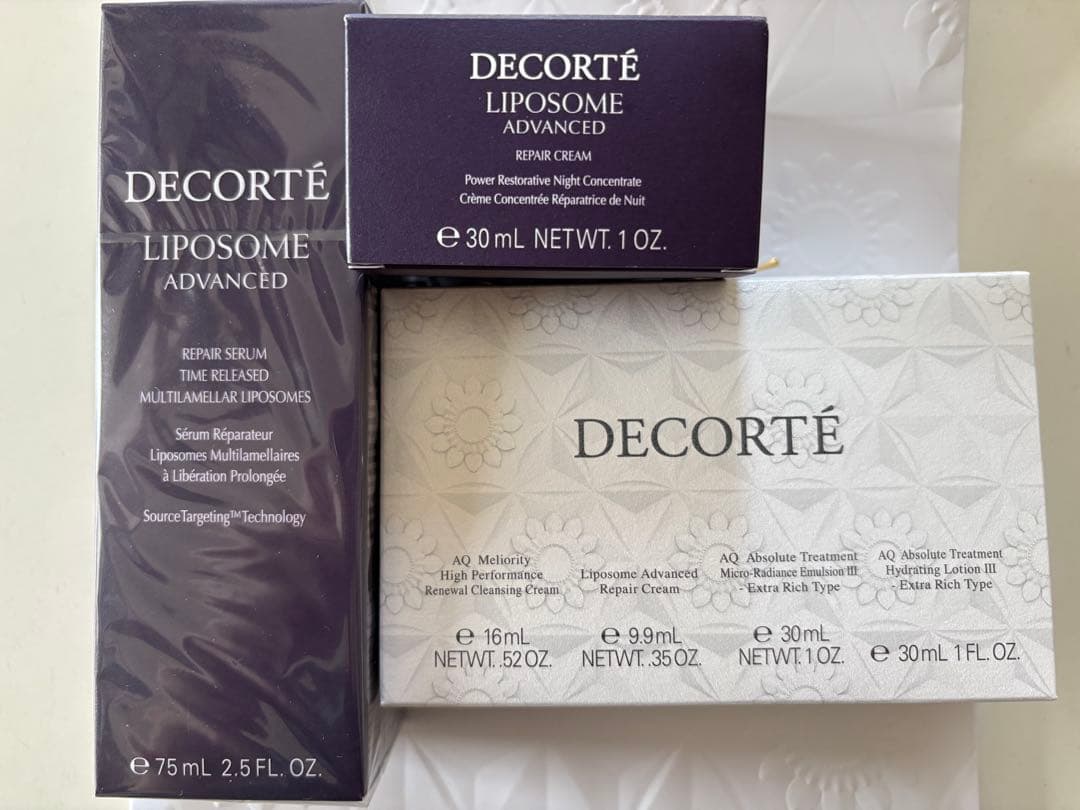 DECORTÉ
LIPOSOME
ADVANCED
REPAIR SERUM
TIME RELEASED
MULTILAMELLAR LIPOSOMES
Sérum Réparateur
Liposomes Multilamellaires
à Libération Prolongée
SourceTargeting™Technology
℮ 75 mL 2.5 FL. OZ.
DECORTÉ
LIPOSOME
ADVANCED
REPAIR CREAM
Power Restorative Night Concentrate
Crème Concentrée Réparatrice de Nuit
℮ 30 mL NET WT. 1 OZ.
DECORTÉ
AQ Meliority
High Performance
Renewal Cleansing Cream
℮ 16 mL
NET WT. .52 OZ.
Liposome Advanced
Repair Cream
℮ 9.9 mL
NET WT. .35 OZ.
AQ Absolute Treatment
Micro-Radiance Emulsion III
- Extra Rich Type
℮ 30 mL
NET WT. 1 OZ.
AQ Absolute Treatment
Hydrating Lotion III
- Extra Rich Type
℮ 30 mL 1 FL. OZ.